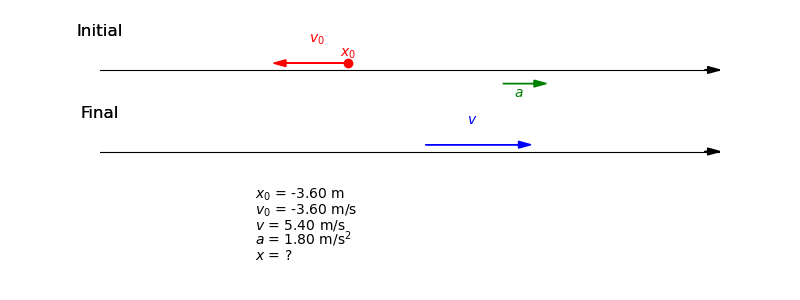 Initial
v₀
x₀
a
Final
v
x₀ = -3.60 m
v₀ = -3.60 m/s
v = 5.40 m/s
a = 1.80 m/s²
x = ?